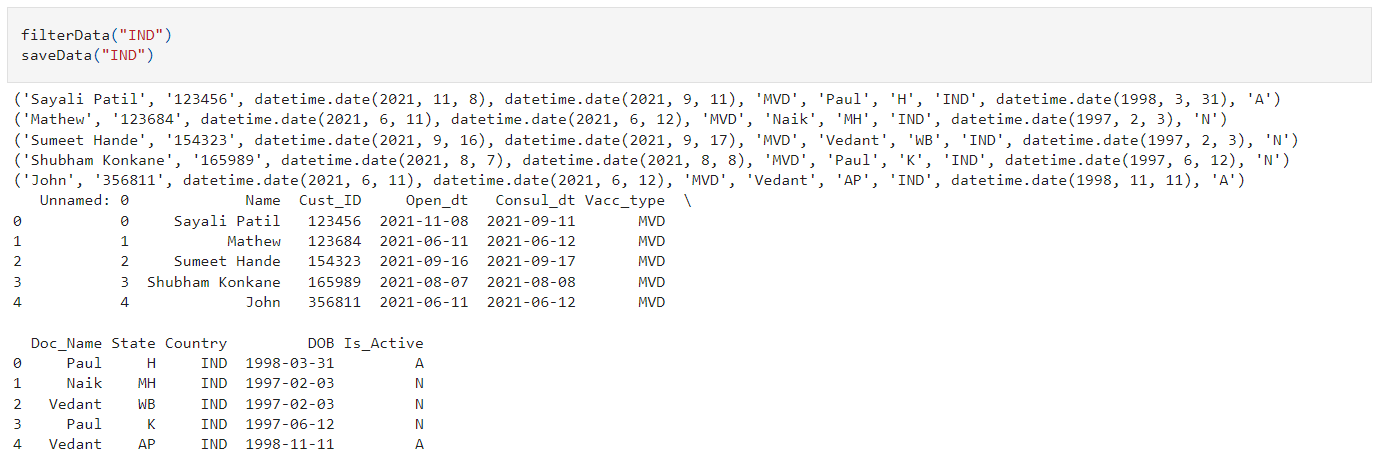 filterData("IND")
saveData("IND")
('Sayali Patil', '123456', datetime.date(2021, 11, 8), datetime.date(2021, 9, 11), 'MVD', 'Paul', 'H', 'IND', datetime.date(1998, 3, 31), 'A')
('Mathew', '123684', datetime.date(2021, 6, 11), datetime.date(2021, 6, 12), 'MVD', 'Naik', 'MH', 'IND', datetime.date(1997, 2, 3), 'N')
('Sumeet Hande', '154323', datetime.date(2021, 9, 16), datetime.date(2021, 9, 17), 'MVD', 'Vedant', 'WB', 'IND', datetime.date(1997, 2, 3), 'N')
('Shubham Konkane', '165989', datetime.date(2021, 8, 7), datetime.date(2021, 8, 8), 'MVD', 'Paul', 'K', 'IND', datetime.date(1997, 6, 12), 'N')
('John', '356811', datetime.date(2021, 6, 11), datetime.date(2021, 6, 12), 'MVD', 'Vedant', 'AP', 'IND', datetime.date(1998, 11, 11), 'A')
   Unnamed: 0             Name  Cust_ID     Open_dt   Consul_dt Vacc_type  \
0           0     Sayali Patil   123456  2021-11-08  2021-09-11       MVD
1           1           Mathew   123684  2021-06-11  2021-06-12       MVD
2           2     Sumeet Hande   154323  2021-09-16  2021-09-17       MVD
3           3  Shubham Konkane   165989  2021-08-07  2021-08-08       MVD
4           4             John   356811  2021-06-11  2021-06-12       MVD
  Doc_Name State Country         DOB Is_Active
0     Paul     H     IND  1998-03-31         A
1     Naik    MH     IND  1997-02-03         N
2   Vedant    WB     IND  1997-02-03         N
3     Paul     K     IND  1997-06-12         N
4   Vedant    AP     IND  1998-11-11         A